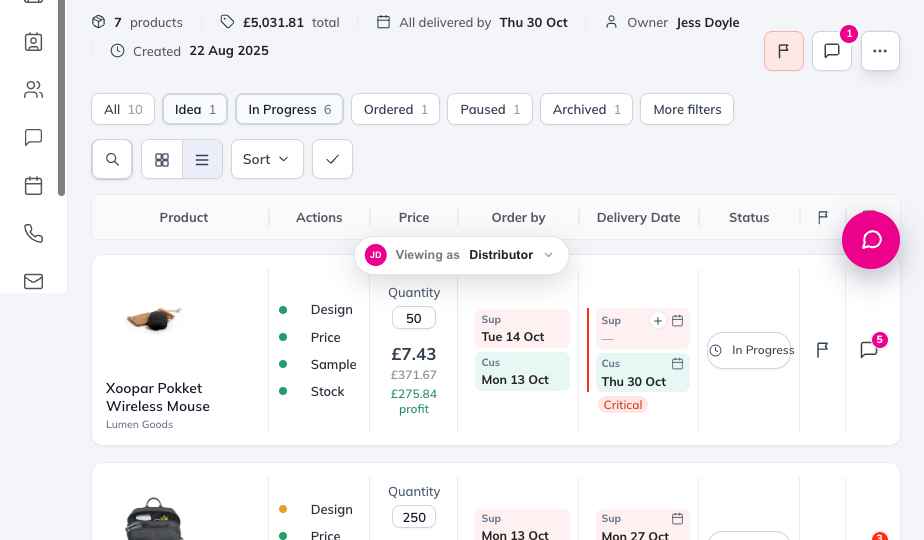 7 products
£5,031.81 total
All delivered by Thu 30 Oct
Owner Jess Doyle
Created 22 Aug 2025
1
All 10
Idea 1
In Progress 6
Ordered 1
Paused 1
Archived 1
More filters
Sort
Product
Actions
Price
Order by
Delivery Date
Status
JD Viewing as Distributor
Xoopar Pokket
Wireless Mouse
Lumen Goods
Design
Price
Sample
Stock
Quantity
50
£7.43
£371.67
£275.84
profit
Sup
Tue 14 Oct
Cus
Mon 13 Oct
Sup
—
Cus
Thu 30 Oct
Critical
In Progress
5
Design
Price
Quantity
250
Sup
Mon 13 Oct
Sup
Mon 27 Oct
3